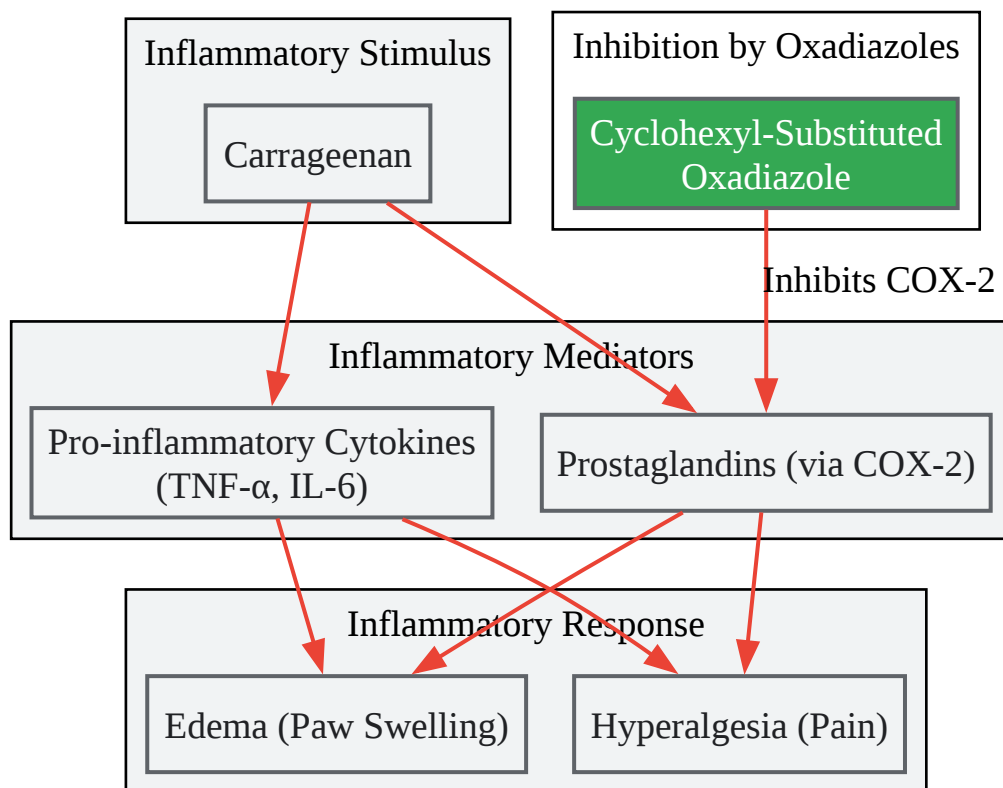 Inflammatory Stimulus
Carrageenan
Inhibition by Oxadiazoles
Cyclohexyl-Substituted
Oxadiazole
Inhibits COX-2
Inflammatory Mediators
Pro-inflammatory Cytokines
(TNF-α, IL-6)
Prostaglandins (via COX-2)
Inflammatory Response
Edema (Paw Swelling)
Hyperalgesia (Pain)